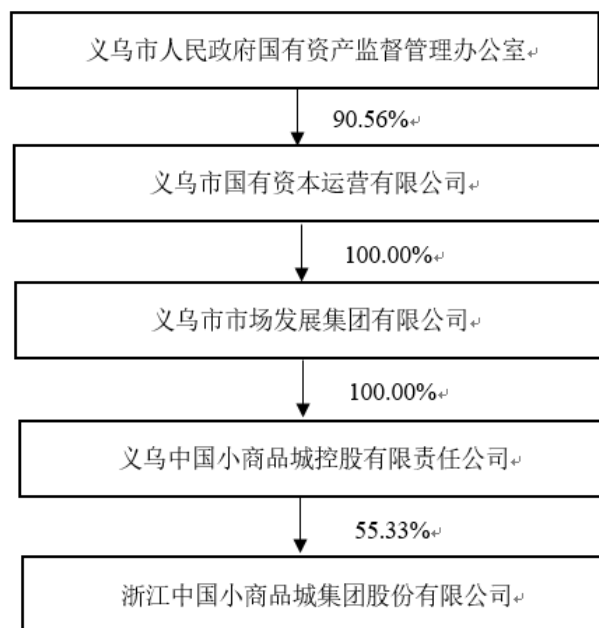 义乌市人民政府国有资产监督管理办公室
90.56%
义乌市国有资本运营有限公司
100.00%
义乌市市场发展集团有限公司
100.00%
义乌中国小商品城控股有限责任公司
55.33%
浙江中国小商品城集团股份有限公司